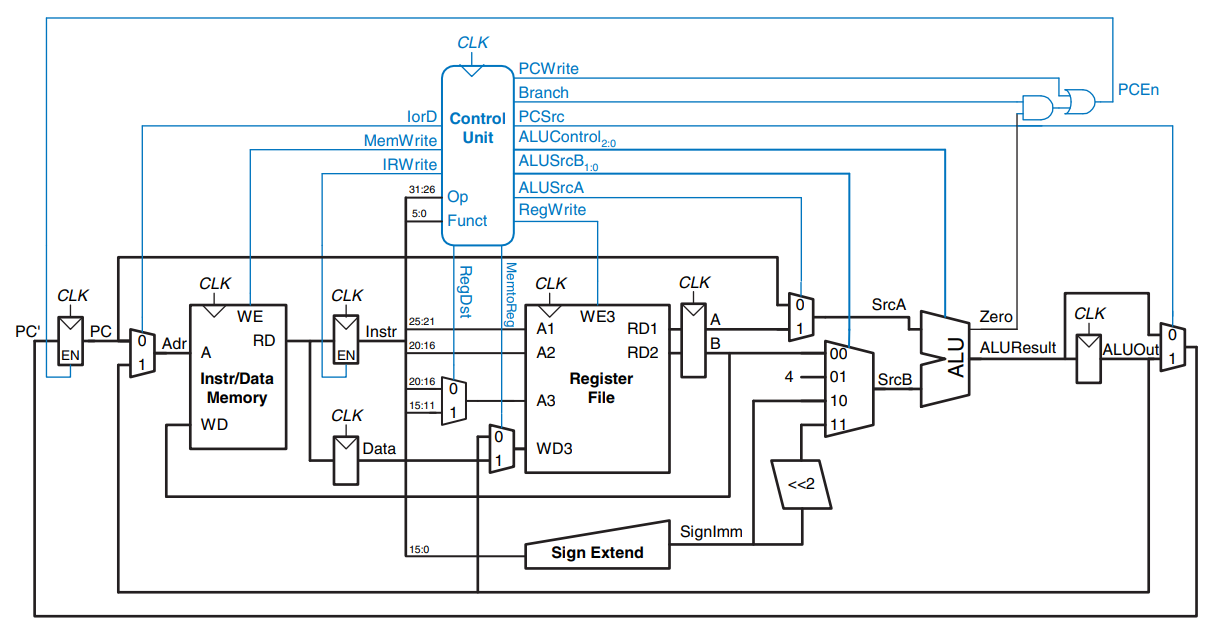 CLK
PCWrite
Branch
PCEn
IorD
Control
Unit
PCSrc
MemWrite
ALUControl2:0
IRWrite
ALUSrcB1:0
31:26
Op
ALUSrcA
5:0
Funct
RegWrite
RegDst
MemtoReg
CLK
CLK
CLK
CLK
CLK
CLK
PC'
EN
PC
0
1
Adr
WE
A
RD
Instr/Data
Memory
WD
EN
Instr
CLK
Data
25:21
20:16
20:16
15:11
0
1
0
1
A1
A2
A3
WD3
WE3
RD1
RD2
Register
File
A
B
0
1
SrcA
4
00
01
10
11
SrcB
<<2
ALU
Zero
ALUResult
ALUOut
0
1
15:0
Sign Extend
SignImm